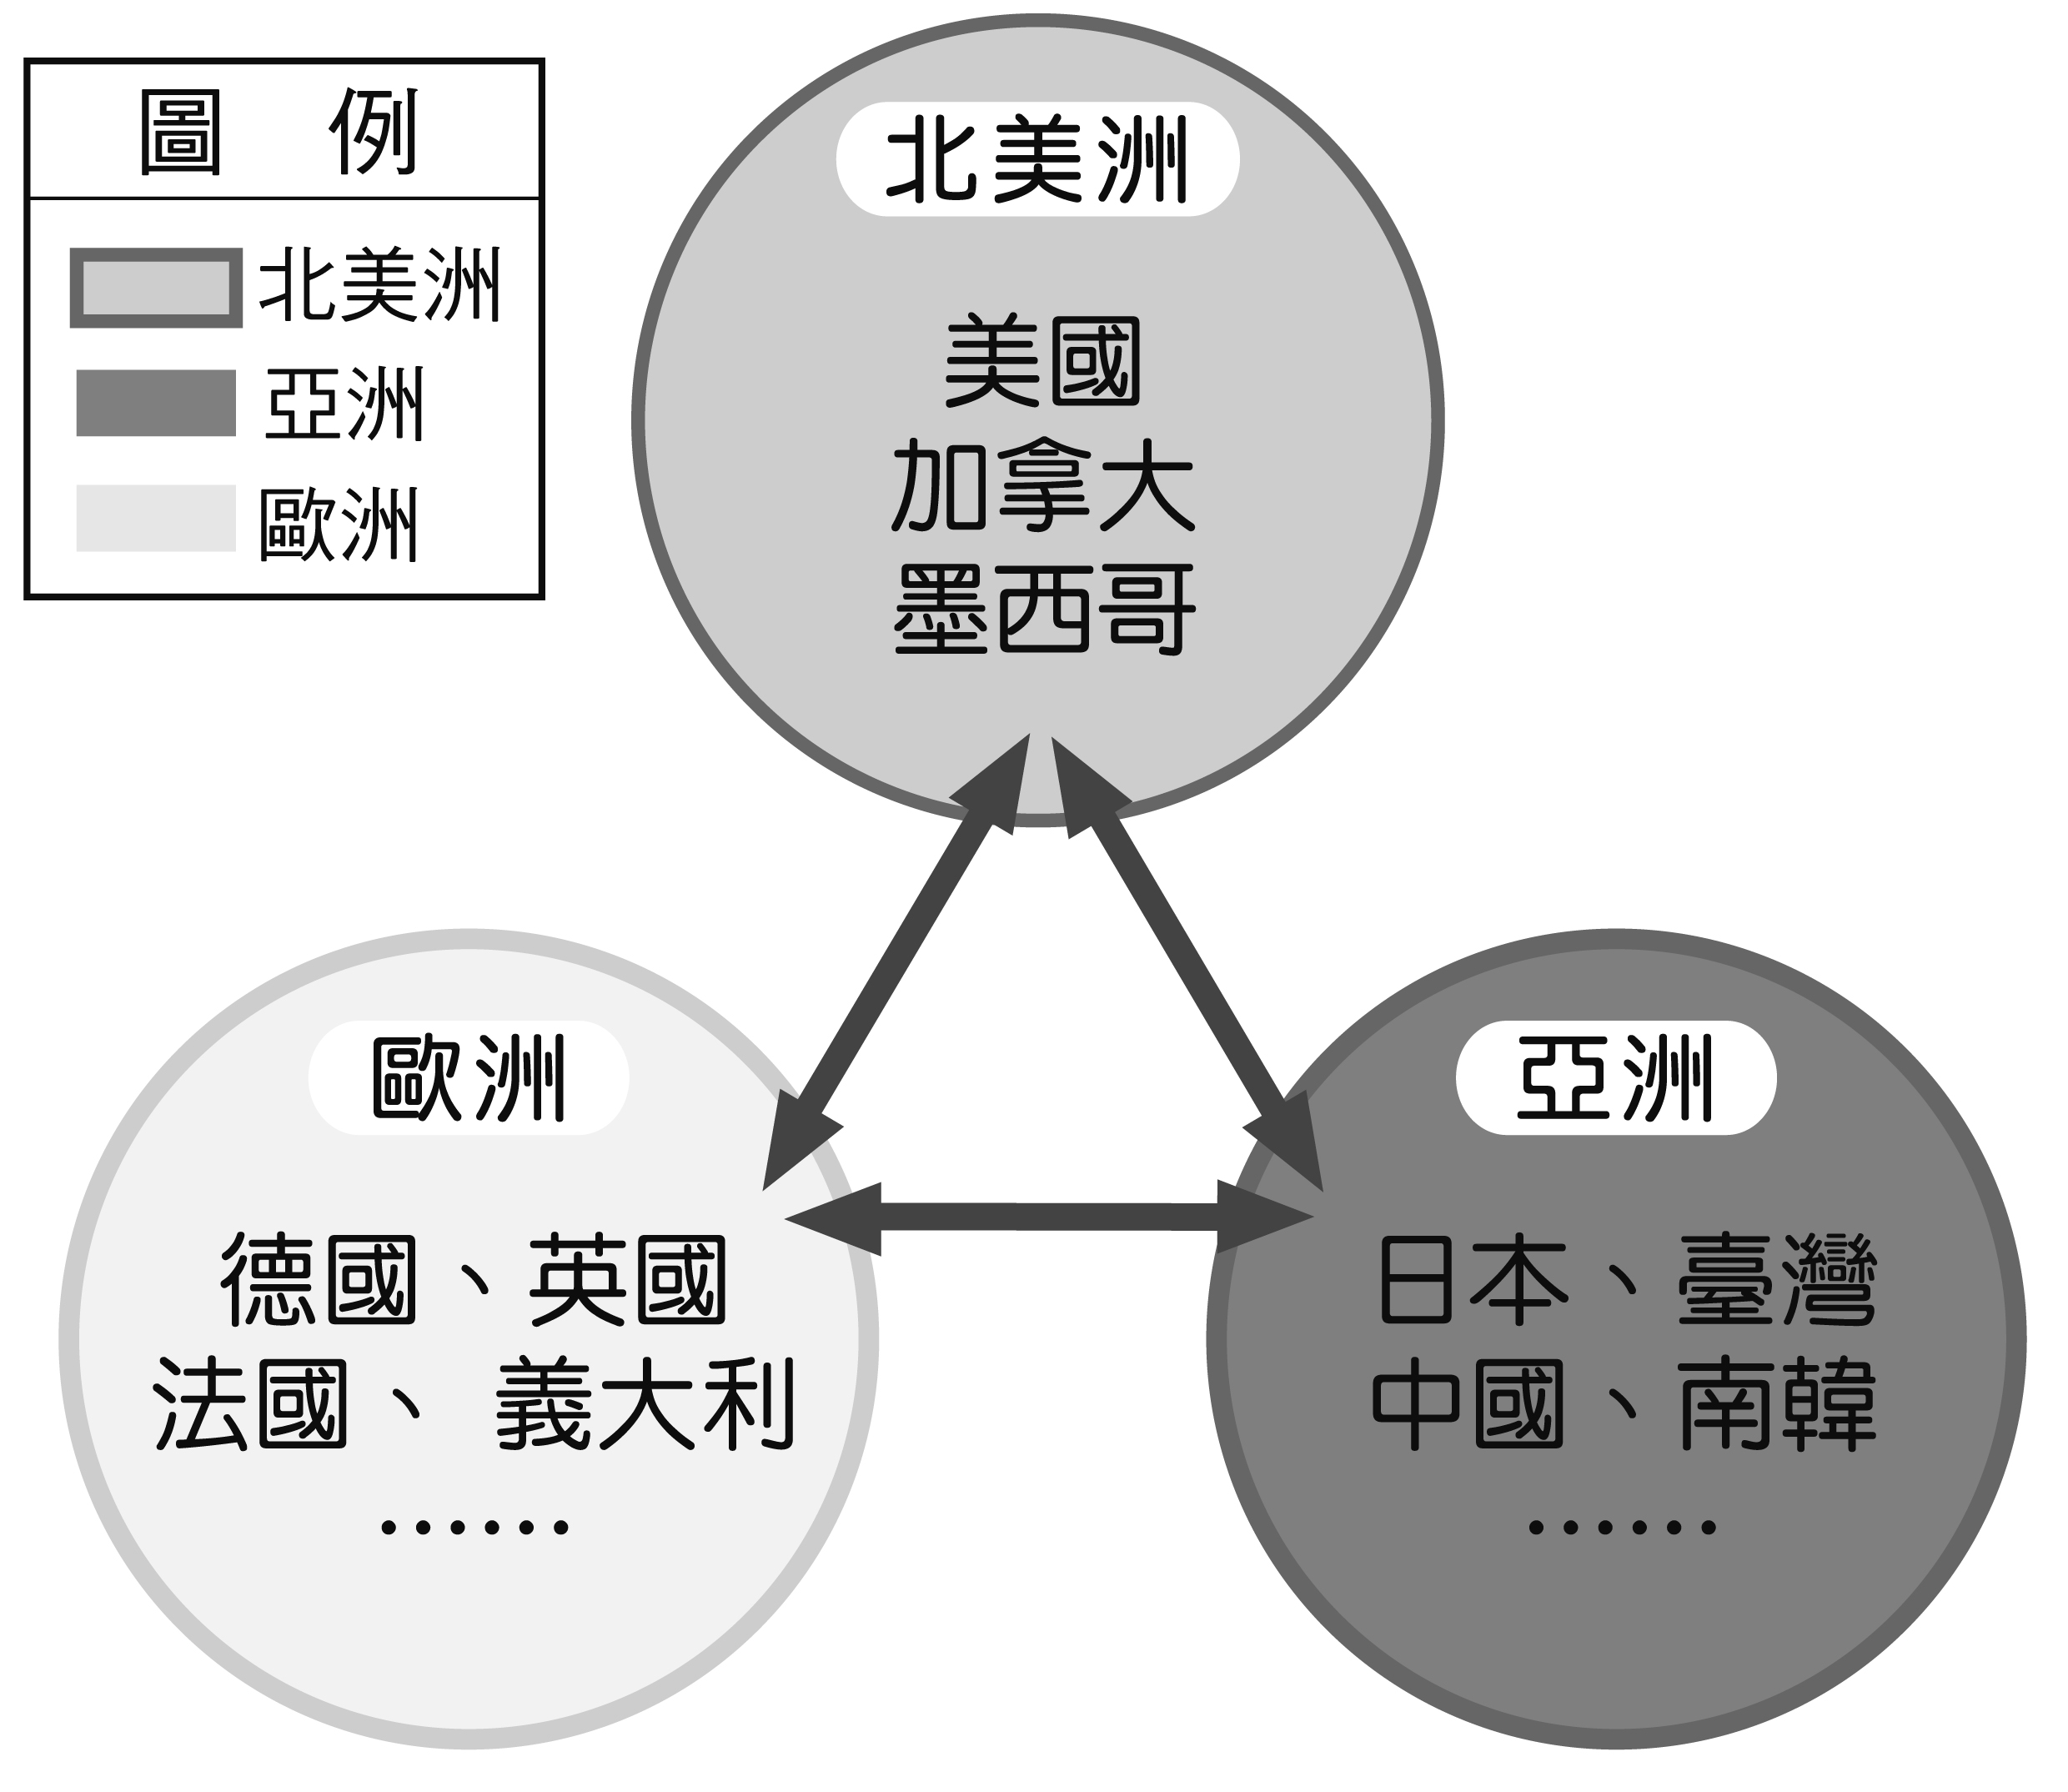 圖 例
北美洲
亞洲
歐洲
北美洲
美國
加拿大
墨西哥
歐洲
德國、英國
法國、義大利
……
亞洲
日本、臺灣
中國、南韓
……